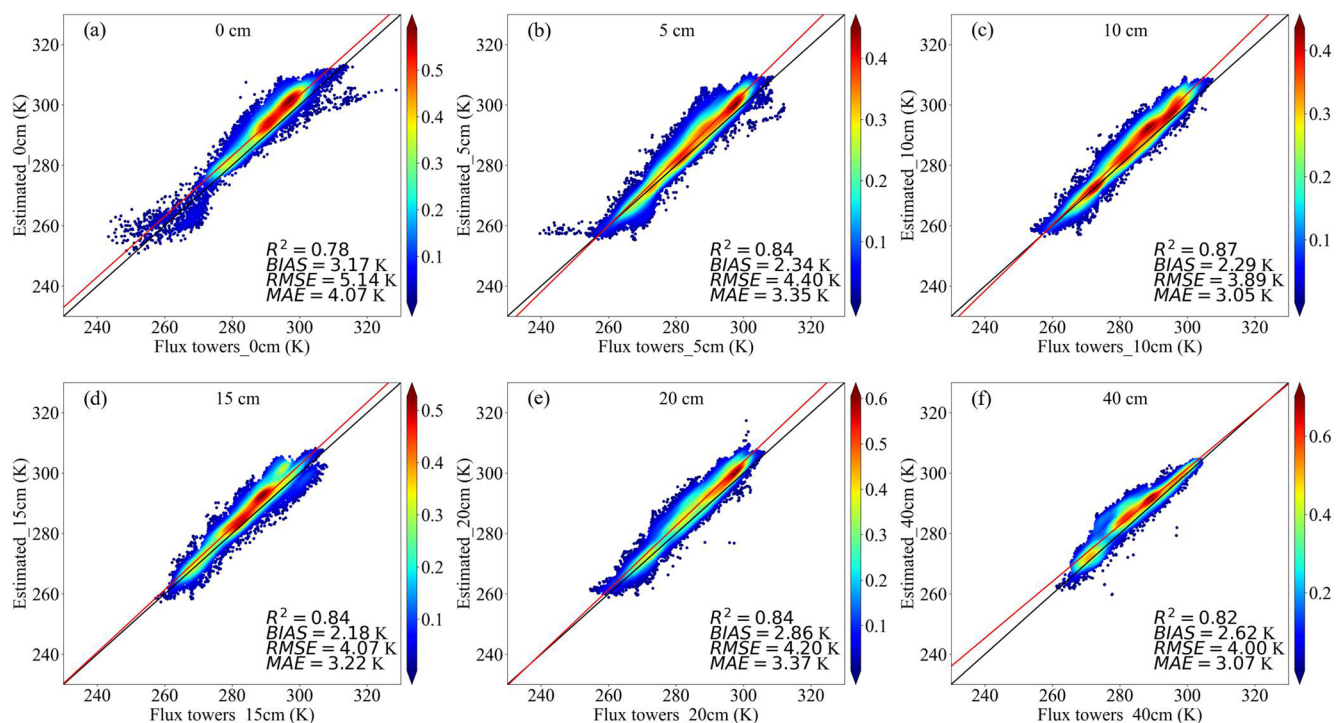 (a)
0 cm
320
300
280
260
240
Estimated_0cm (K)
240
260
280
300
320
Flux towers_0cm (K)
R² = 0.78
BIAS = 3.17 K
RMSE = 5.14 K
MAE = 4.07 K
0.5
0.4
0.3
0.2
0.1
(b)
5 cm
320
300
280
260
240
Estimated_5cm (K)
240
260
280
300
320
Flux towers_5cm (K)
R² = 0.84
BIAS = 2.34 K
RMSE = 4.40 K
MAE = 3.35 K
0.4
0.3
0.2
0.1
(c)
10 cm
320
300
280
260
240
Estimated_10cm (K)
240
260
280
300
320
Flux towers_10cm (K)
R² = 0.87
BIAS = 2.29 K
RMSE = 3.89 K
MAE = 3.05 K
0.4
0.3
0.2
0.1
(d)
15 cm
320
300
280
260
240
Estimated_15cm (K)
240
260
280
300
320
Flux towers_15cm (K)
R² = 0.84
BIAS = 2.18 K
RMSE = 4.07 K
MAE = 3.22 K
0.5
0.4
0.3
0.2
0.1
(e)
20 cm
320
300
280
260
240
Estimated_20cm (K)
240
260
280
300
320
Flux towers_20cm (K)
R² = 0.84
BIAS = 2.86 K
RMSE = 4.20 K
MAE = 3.37 K
0.6
0.5
0.4
0.3
0.2
0.1
(f)
40 cm
320
300
280
260
240
Estimated_40cm (K)
240
260
280
300
320
Flux towers_40cm (K)
R² = 0.82
BIAS = 2.62 K
RMSE = 4.00 K
MAE = 3.07 K
0.6
0.4
0.2